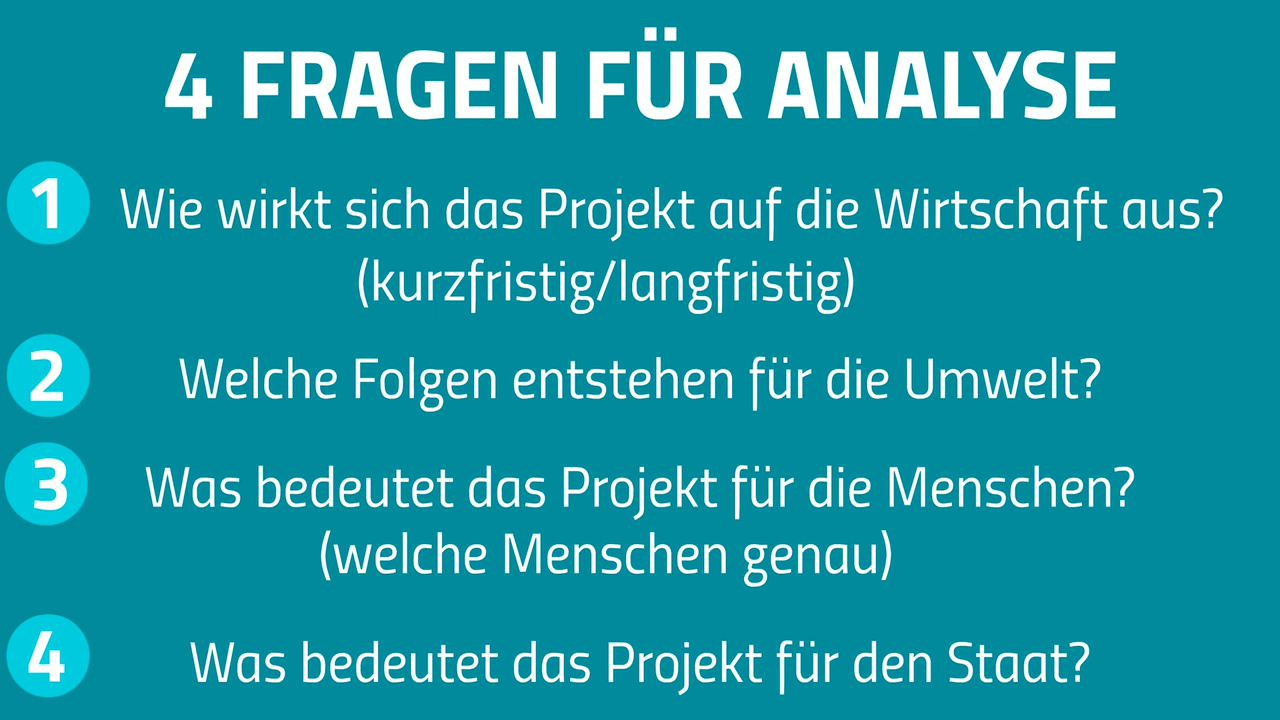 4 FRAGEN FÜR ANALYSE
1 Wie wirkt sich das Projekt auf die Wirtschaft aus?
(kurzfristig/langfristig)
2 Welche Folgen entstehen für die Umwelt?
3 Was bedeutet das Projekt für die Menschen?
(welche Menschen genau)
4 Was bedeutet das Projekt für den Staat?